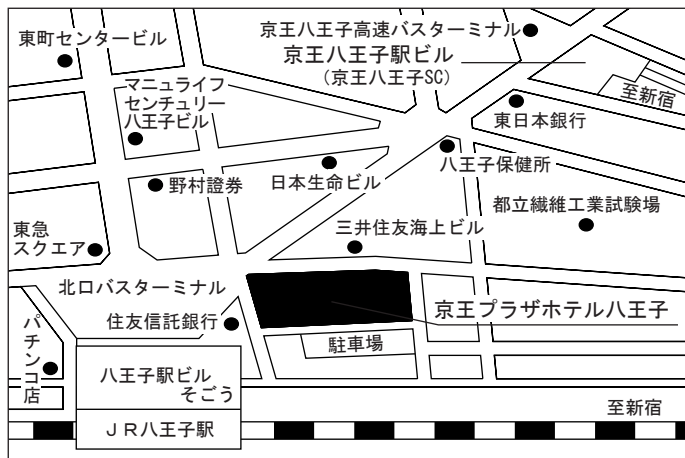 東町センタービル
京王八王子高速バスターミナル
京王八王子駅ビル
(京王八王子SC)
至新宿
マニュライフ
センチュリー
八王子ビル
東日本銀行
八王子保健所
日本生命ビル
野村證券
都立繊維工業試験場
三井住友海上ビル
東急
スクエア
北口バスターミナル
京王プラザホテル八王子
住友信託銀行
駐車場
パチンコ店
八王子駅ビル
そごう
至新宿
JR八王子駅